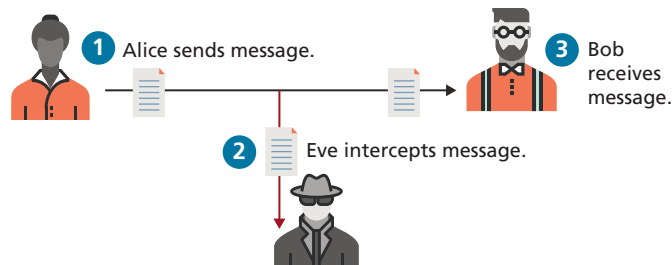 1 Alice sends message.
2 Eve intercepts message.
3 Bob
receives
message.